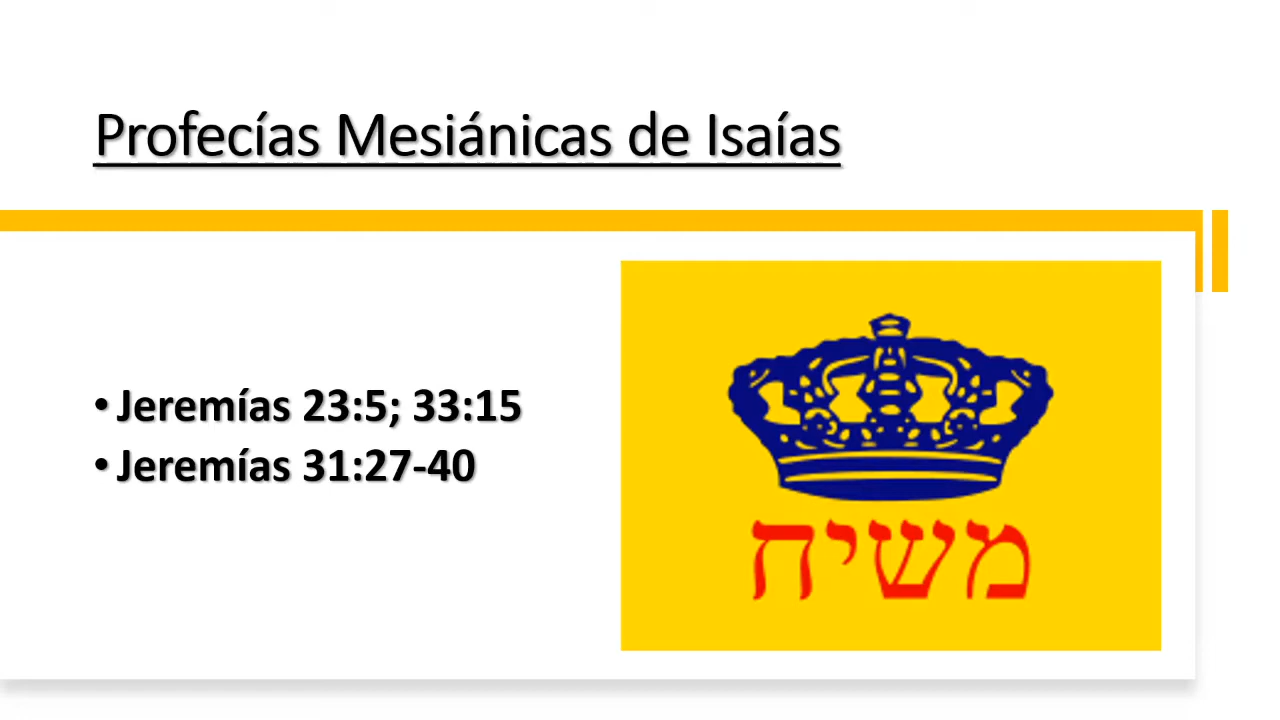 Profecías Mesiánicas de Isaías
• Jeremías 23:5; 33:15
• Jeremías 31:27-40
משיח